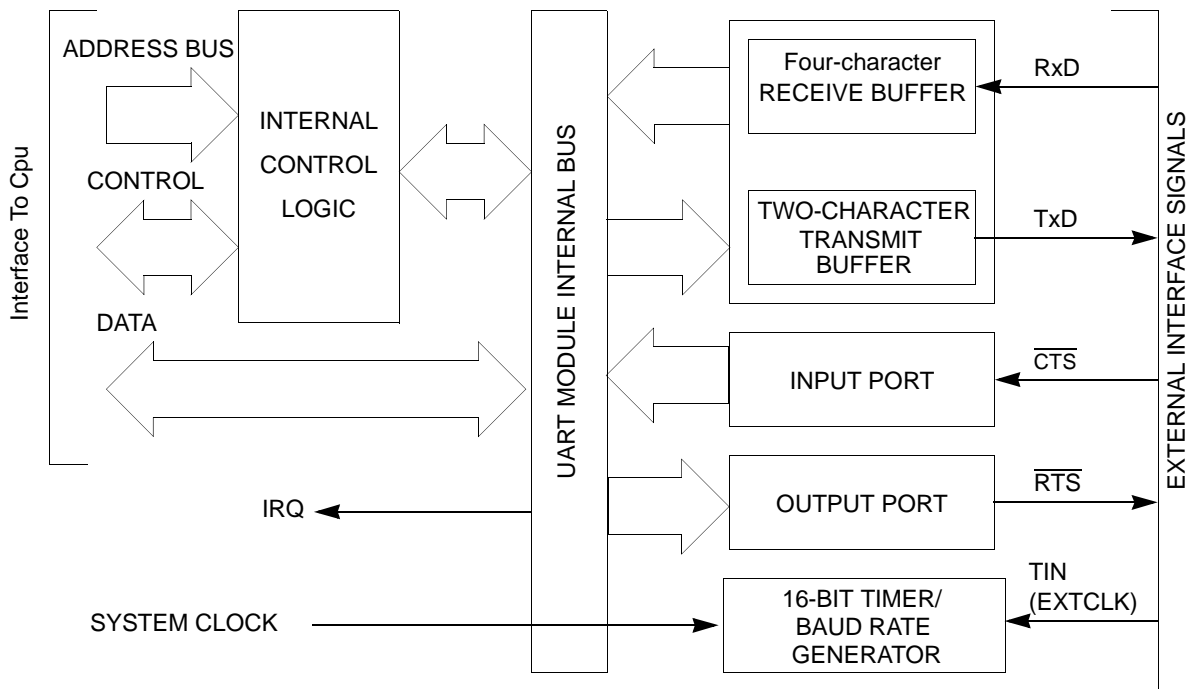 Interface To Cpu
ADDRESS BUS
CONTROL
DATA
INTERNAL
CONTROL
LOGIC
IRQ
SYSTEM CLOCK
UART MODULE INTERNAL BUS
Four-character
RECEIVE BUFFER
TWO-CHARACTER
TRANSMIT
BUFFER
INPUT PORT
OUTPUT PORT
16-BIT TIMER/
BAUD RATE
GENERATOR
RxD
TxD
C̅T̅S̅
R̅T̅S̅
TIN
(EXTCLK)
EXTERNAL INTERFACE SIGNALS